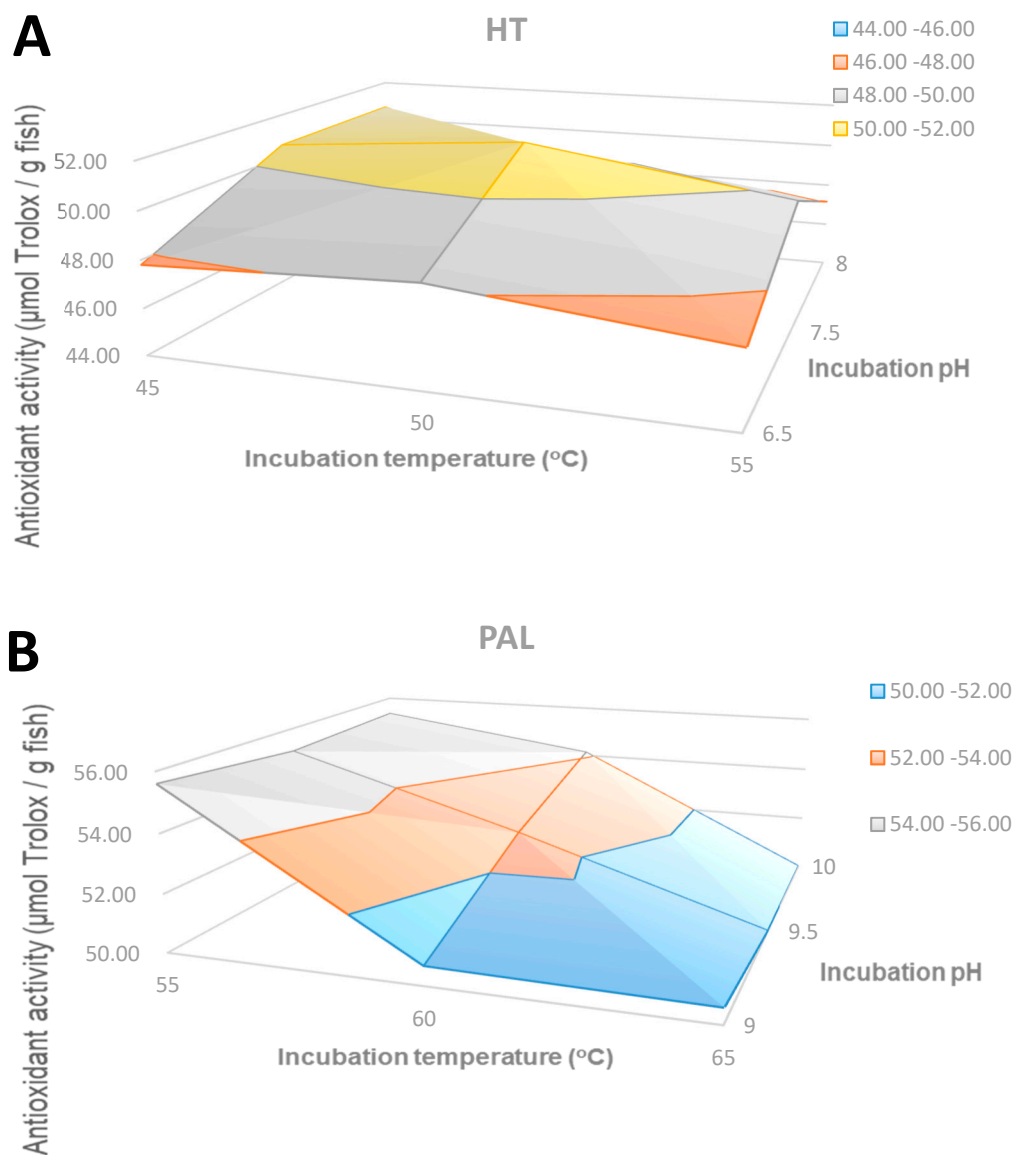 A
HT
44.00 -46.00
46.00 -48.00
48.00 -50.00
50.00 -52.00
Antioxidant activity (µmol Trolox / g fish)
52.00
50.00
48.00
46.00
44.00
45
50
55
Incubation temperature (ºC)
8
7.5
6.5
Incubation pH
B
PAL
50.00 -52.00
52.00 -54.00
54.00 -56.00
Antioxidant activity (µmol Trolox / g fish)
56.00
54.00
52.00
50.00
55
60
65
Incubation temperature (ºC)
10
9.5
9
Incubation pH